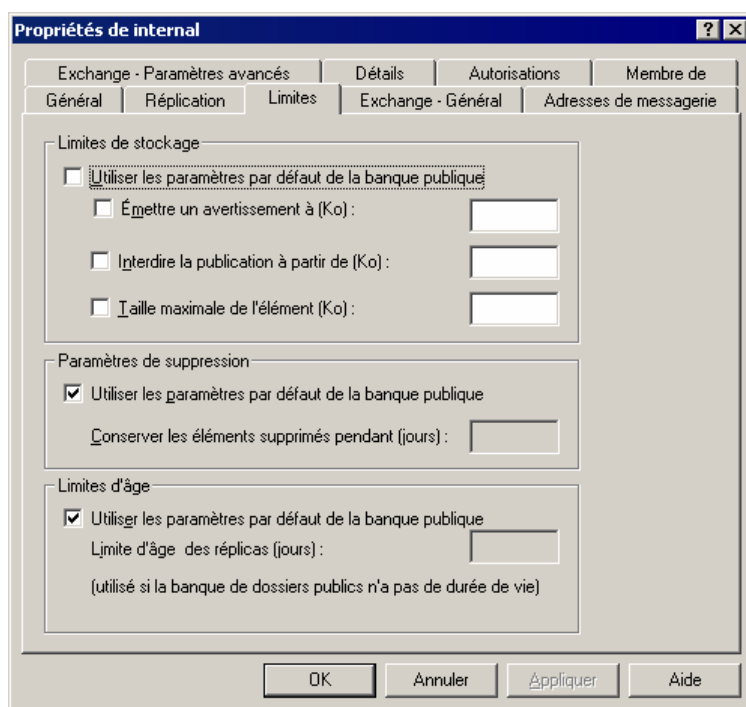 Propriétés de internal
Exchange - Paramètres avancés Détails Autorisations Membre de
Général Réplication Limites Exchange - Général Adresses de messagerie
Limites de stockage
Utiliser les paramètres par défaut de la banque publique
Émettre un avertissement à (Ko) :
Interdire la publication à partir de (Ko) :
Taille maximale de l'élément (Ko) :
Paramètres de suppression
Utiliser les paramètres par défaut de la banque publique
Conserver les éléments supprimés pendant (jours) :
Limites d'âge
Utiliser les paramètres par défaut de la banque publique
Limite d'âge des réplicas (jours) :
(utilisé si la banque de dossiers publics n'a pas de durée de vie)
OK Annuler Appliquer Aide